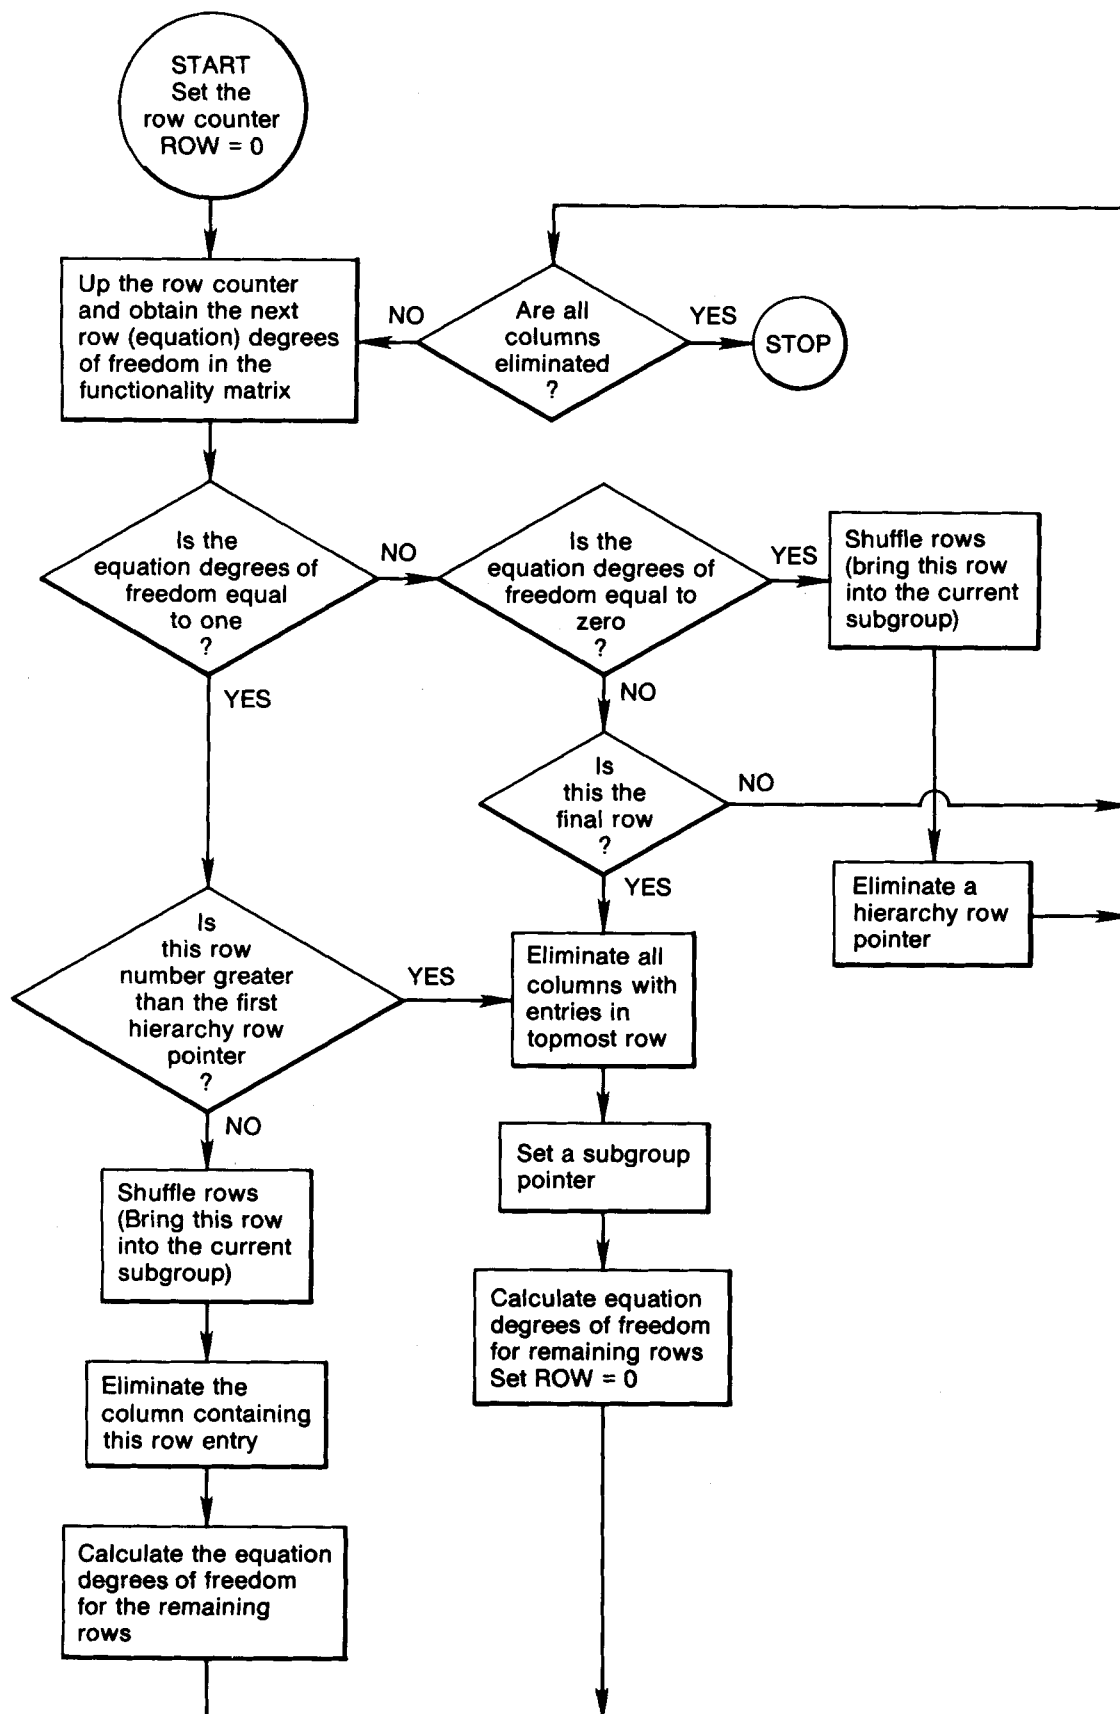 START
Set the
row counter
ROW = 0
Up the row counter
and obtain the next
row (equation) degrees
of freedom in the
functionality matrix
NO
Are all
columns
eliminated
?
YES
STOP
Is the
equation degrees of
freedom equal
to one
?
NO
Is the
equation degrees of
freedom equal to
zero
?
YES
Shuffle rows
(bring this row
into the current
subgroup)
YES
NO
Is
this the
final row
?
NO
YES
Eliminate a
hierarchy row
pointer
Is
this row
number greater
than the first
hierarchy row
pointer
?
YES
Eliminate all
columns with
entries in
topmost row
NO
Set a subgroup
pointer
Shuffle rows
(Bring this row
into the current
subgroup)
Calculate equation
degrees of freedom
for remaining rows
Set ROW = 0
Eliminate the
column containing
this row entry
Calculate the equation
degrees of freedom
for the remaining
rows